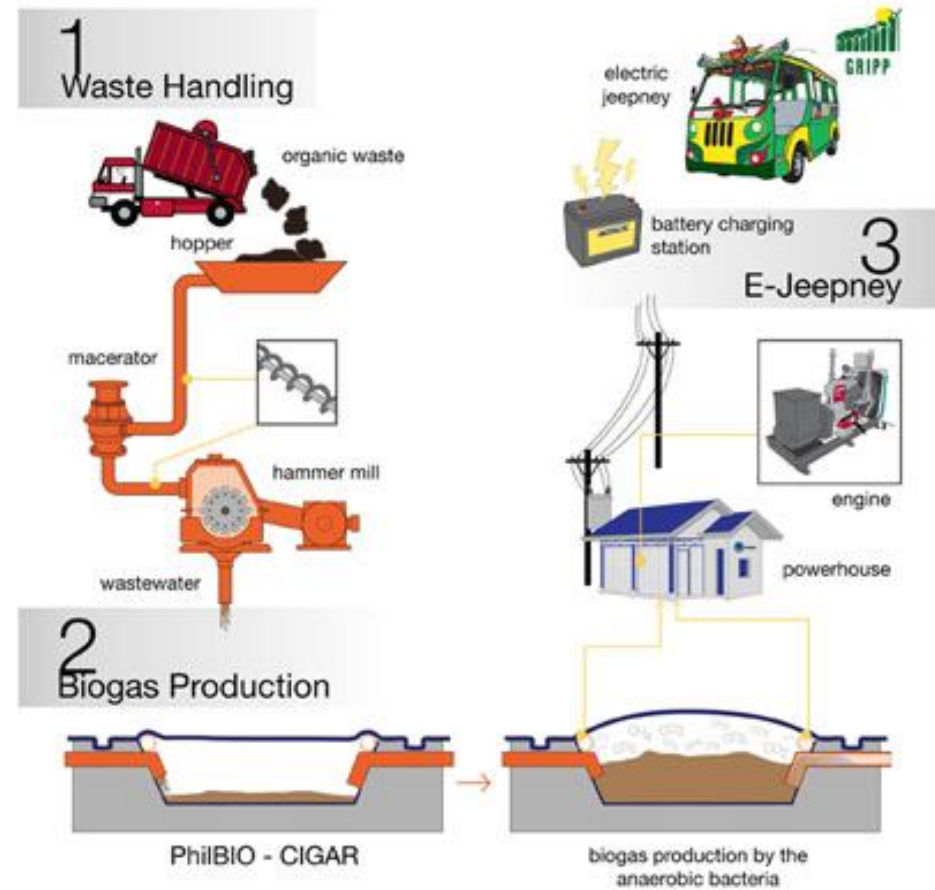 1
Waste Handling
organic waste
hopper
macerator
hammer mill
wastewater
2
Biogas Production
PhilBIO - CIGAR
biogas production by the
anaerobic bacteria
GRIPP
electric
jeepney
battery charging
station
3
E-Jeepney
engine
powerhouse